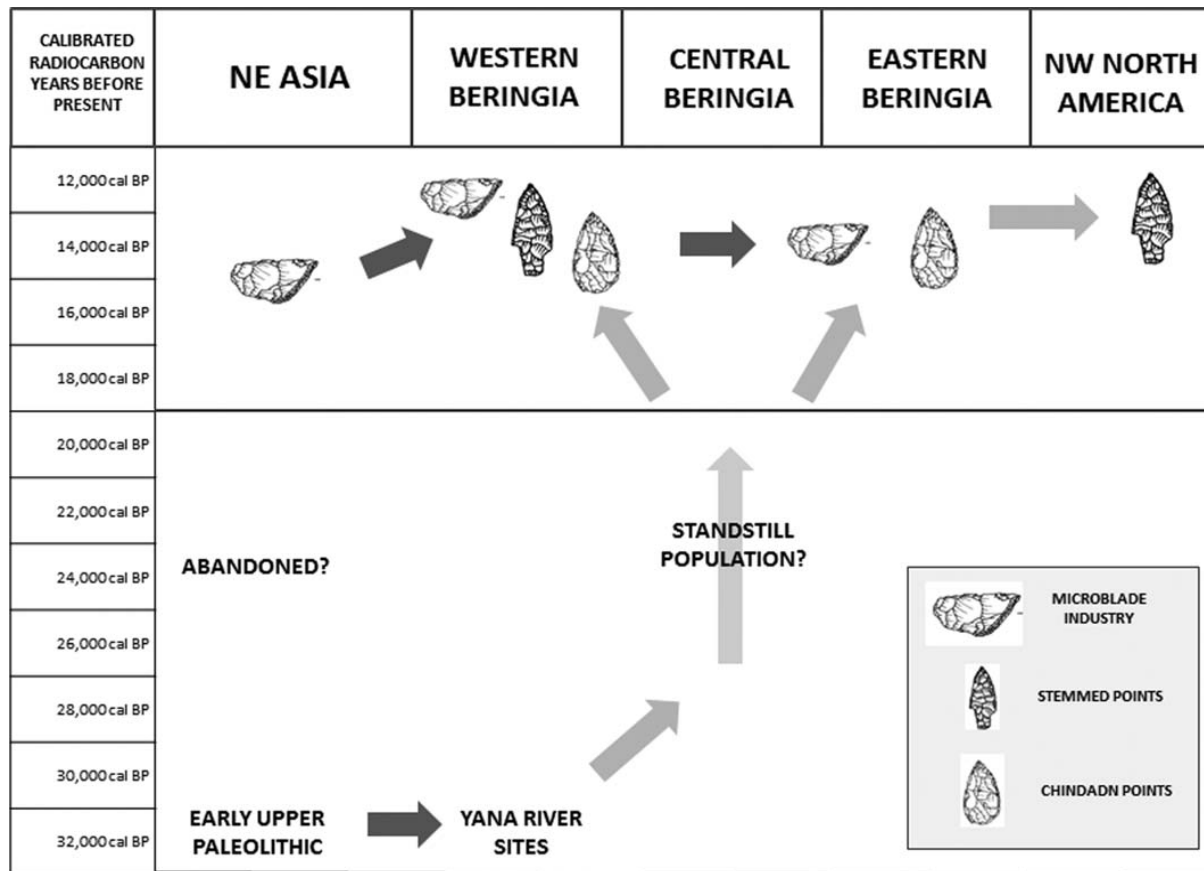 CALIBRATED
RADIOCARBON
YEARS BEFORE
PRESENT
NE ASIA
WESTERN
BERINGIA
CENTRAL
BERINGIA
EASTERN
BERINGIA
NW NORTH
AMERICA
12,000 cal BP
14,000 cal BP
16,000 cal BP
18,000 cal BP
20,000 cal BP
22,000 cal BP
24,000 cal BP
26,000 cal BP
28,000 cal BP
30,000 cal BP
32,000 cal BP
ABANDONED?
STANDSTILL
POPULATION?
EARLY UPPER
PALEOLITHIC
YANA RIVER
SITES
MICROBLADE
INDUSTRY
STEMMED POINTS
CHINDADN POINTS